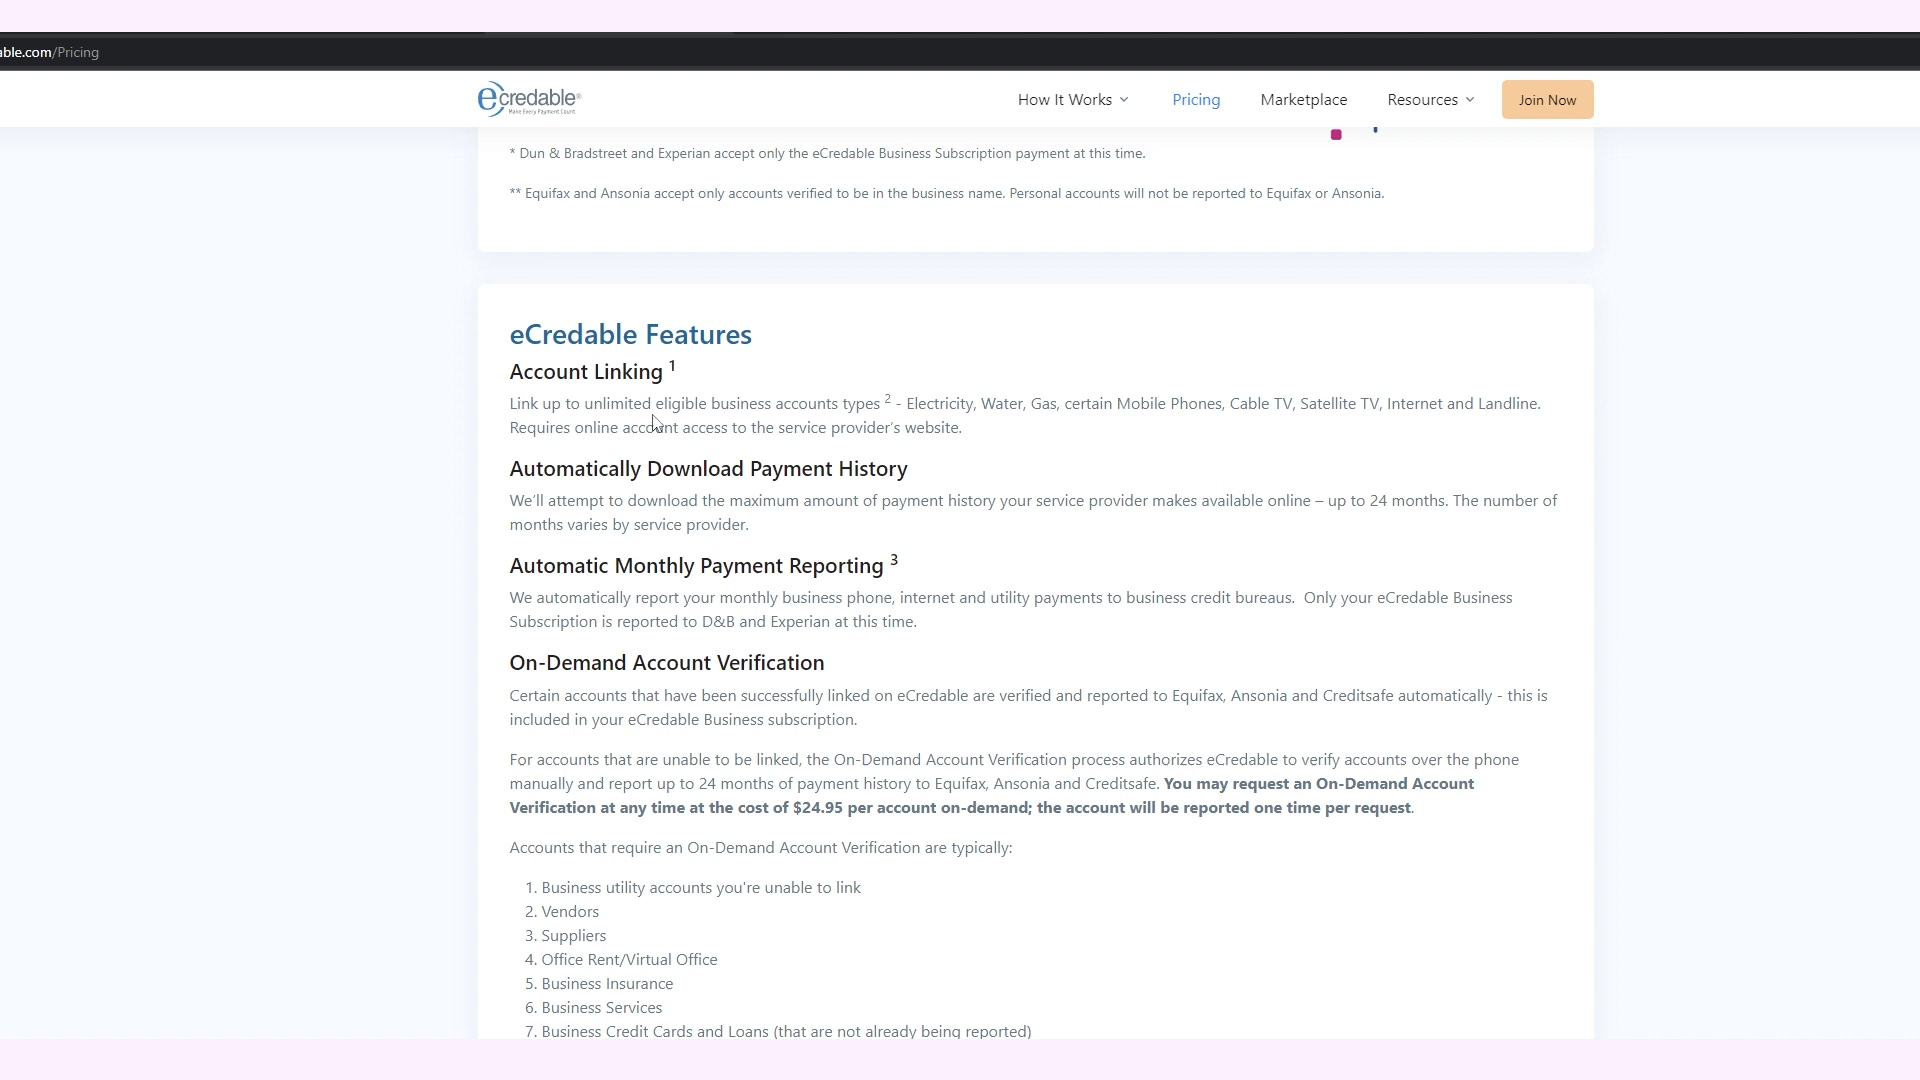 able.com/Pricing
ecredable®
Make Every Payment Count
How It Works
Pricing
Marketplace
Resources
Join Now
* Dun & Bradstreet and Experian accept only the eCredable Business Subscription payment at this time.
** Equifax and Ansonia accept only accounts verified to be in the business name. Personal accounts will not be reported to Equifax or Ansonia.
eCredable Features
Account Linking 1
Link up to unlimited eligible business accounts types 2 - Electricity, Water, Gas, certain Mobile Phones, Cable TV, Satellite TV, Internet and Landline.
Requires online account access to the service provider's website.
Automatically Download Payment History
We'll attempt to download the maximum amount of payment history your service provider makes available online – up to 24 months. The number of
months varies by service provider.
Automatic Monthly Payment Reporting 3
We automatically report your monthly business phone, internet and utility payments to business credit bureaus.  Only your eCredable Business
Subscription is reported to D&B and Experian at this time.
On-Demand Account Verification
Certain accounts that have been successfully linked on eCredable are verified and reported to Equifax, Ansonia and Creditsafe automatically - this is
included in your eCredable Business subscription.
For accounts that are unable to be linked, the On-Demand Account Verification process authorizes eCredable to verify accounts over the phone
manually and report up to 24 months of payment history to Equifax, Ansonia and Creditsafe. You may request an On-Demand Account
Verification at any time at the cost of $24.95 per account on-demand; the account will be reported one time per request.
Accounts that require an On-Demand Account Verification are typically:
1. Business utility accounts you're unable to link
2. Vendors
3. Suppliers
4. Office Rent/Virtual Office
5. Business Insurance
6. Business Services
7. Business Credit Cards and Loans (that are not already being reported)